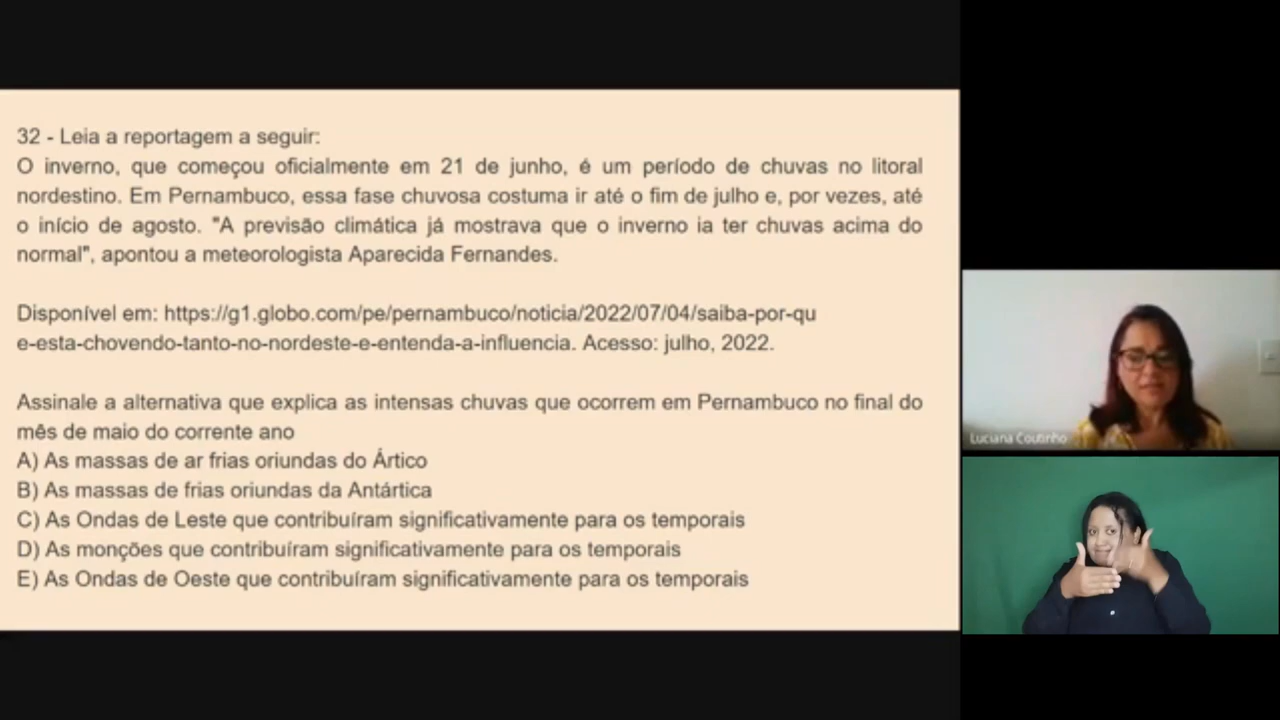 32 - Leia a reportagem a seguir:
O inverno, que começou oficialmente em 21 de junho, é um período de chuvas no litoral
nordestino. Em Pernambuco, essa fase chuvosa costuma ir até o fim de julho e, por vezes, até
o início de agosto. "A previsão climática já mostrava que o inverno ia ter chuvas acima do
normal", apontou a meteorologista Aparecida Fernandes.
Disponível em: https://g1.globo.com/pe/pernambuco/noticia/2022/07/04/saiba-por-qu
e-esta-chovendo-tanto-no-nordeste-e-entenda-a-influencia. Acesso: julho, 2022.
Assinale a alternativa que explica as intensas chuvas que ocorrem em Pernambuco no final do
mês de maio do corrente ano
A) As massas de ar frias oriundas do Ártico
B) As massas de frias oriundas da Antártica
C) As Ondas de Leste que contribuíram significativamente para os temporais
D) As monções que contribuíram significativamente para os temporais
E) As Ondas de Oeste que contribuíram significativamente para os temporais
Luciana Coutinho